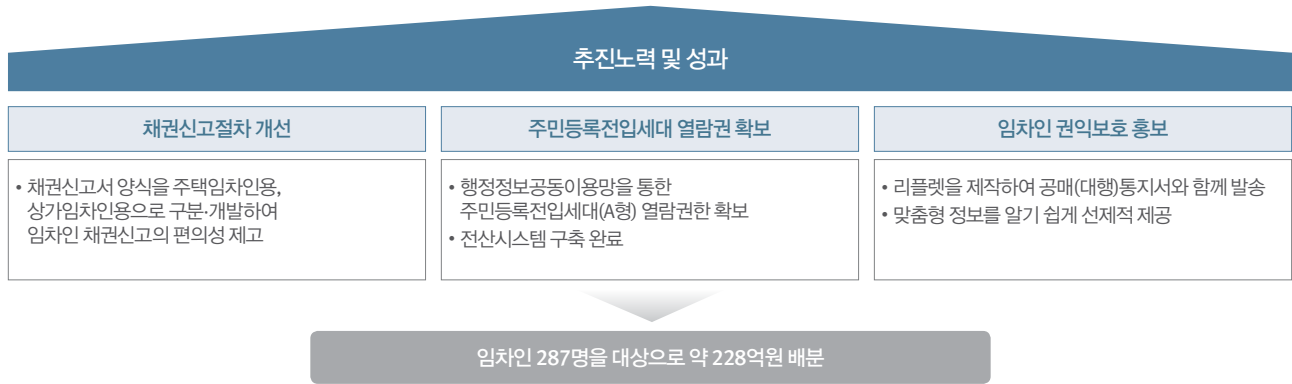 추진노력 및 성과
채권신고절차 개선
• 채권신고서 양식을 주택임차인용,
상가임차인용으로 구분·개발하여
임차인 채권신고의 편의성 제고
주민등록전입세대 열람권 확보
• 행정정보공동이용망을 통한
주민등록전입세대(A형) 열람권한 확보
• 전산시스템 구축 완료
임차인 권익보호 홍보
• 리플렛을 제작하여 공매(대행)통지서와 함께 발송
• 맞춤형 정보를 알기 쉽게 선제적 제공
임차인 287명을 대상으로 약 228억원 배분